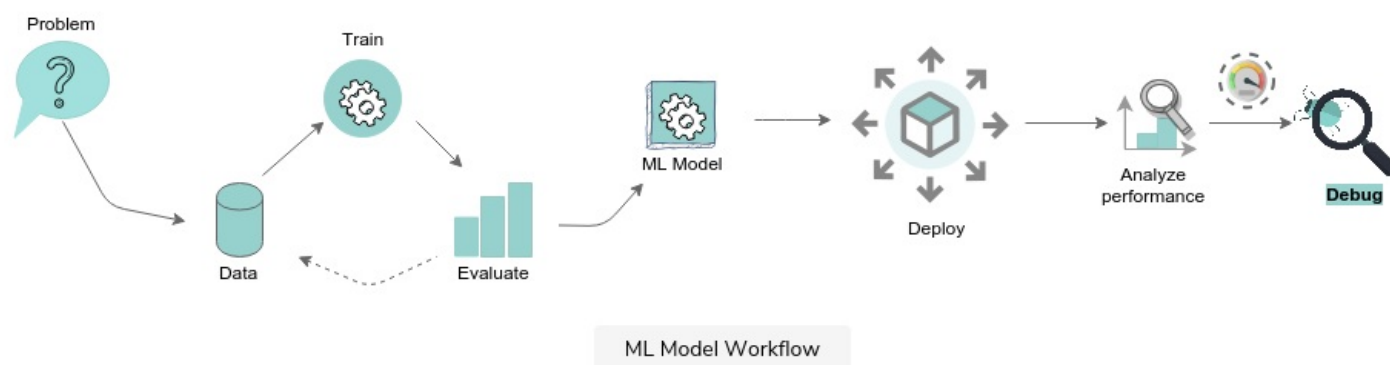 Problem
Train
Data
Evaluate
ML Model
Deploy
Analyze
performance
Debug
ML Model Workflow